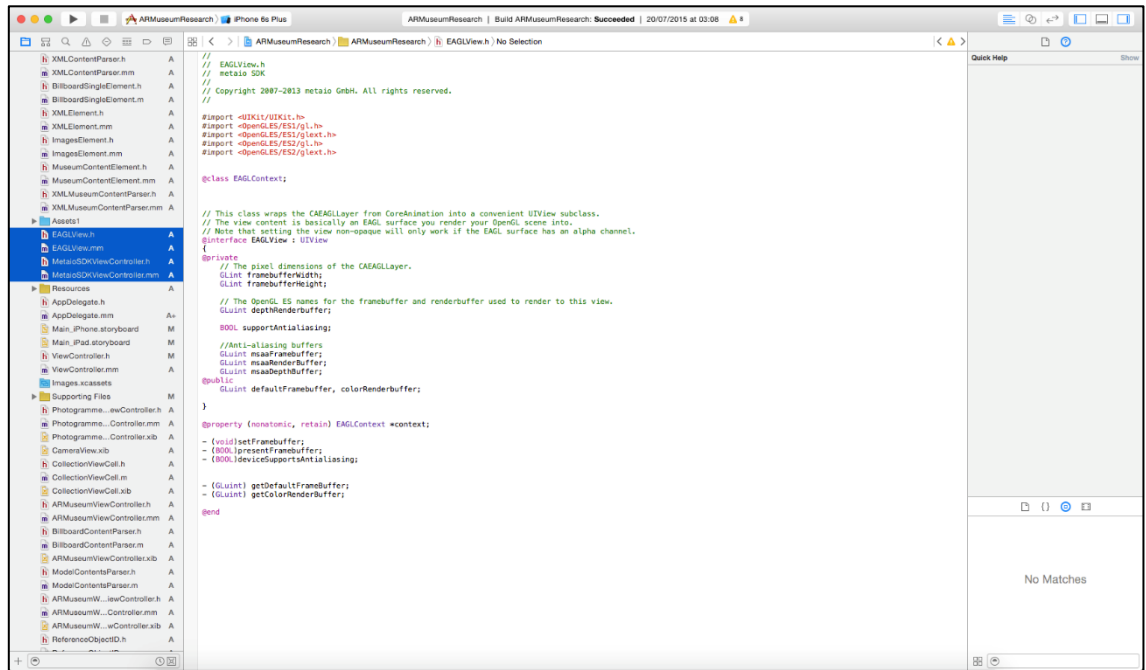 ARMuseumResearch iPhone 6s Plus
ARMuseumResearch | Build ARMuseumResearch: Succeeded | 20/07/2015 at 03:08 8
ARMuseumResearch ARMuseumResearch h EAGLView.h No Selection
h XMLContentParser.h A
m XMLContentParser.mm A
h BillboardSingleElement.h A
m BillboardSingleElement.m A
h XMLElement.h A
m XMLElement.mm A
h ImagesElement.h A
m ImagesElement.mm A
h MuseumContentElement.h A
m MuseumContentElement.mm A
h XMLMuseumContentParser.h A
m XMLMuseumContentParser.mm A
Assets1
h EAGLView.h A
m EAGLView.mm A
h MetaioSDKViewController.h A
m MetaioSDKViewController.mm A
Resources A
h AppDelegate.h A
m AppDelegate.mm A+
Main_iPhone.storyboard M
Main_iPad.storyboard M
h ViewController.h M
m ViewController.mm A
Images.xcassets
Supporting Files M
h Photogramme...ewController.h A
m Photogramme...Controller.mm A
Photogramme...Controller.xib A
CameraView.xib A
h CollectionViewCell.h A
m CollectionViewCell.m A
CollectionViewCell.xib A
h ARMuseumViewController.h A
m ARMuseumViewController.mm A
h BillboardContentParser.h A
m BillboardContentParser.m A
ARMuseumViewController.xib A
h ModelContentsParser.h A
m ModelContentsParser.m A
h ARMuseumW...iewController.h A
m ARMuseumW...Controller.mm A
ARMuseumW...wController.xib A
h ReferenceObjectID.h A
//
// EAGLView.h
// metaio SDK
//
// Copyright 2007-2013 metaio GmbH. All rights reserved.
//
#import <UIKit/UIKit.h>
#import <OpenGLES/ES1/gl.h>
#import <OpenGLES/ES1/glext.h>
#import <OpenGLES/ES2/gl.h>
#import <OpenGLES/ES2/glext.h>
@class EAGLContext;
// This class wraps the CAEAGLLayer from CoreAnimation into a convenient UIView subclass.
// The view content is basically an EAGL surface you render your OpenGL scene into.
// Note that setting the view non-opaque will only work if the EAGL surface has an alpha channel.
@interface EAGLView : UIView
{
@private
// The pixel dimensions of the CAEAGLLayer.
GLint framebufferWidth;
GLint framebufferHeight;
// The OpenGL ES names for the framebuffer and renderbuffer used to render to this view.
GLuint depthRenderbuffer;
BOOL supportAntialiasing;
//Anti-aliasing buffers
GLuint msaaFramebuffer;
GLuint msaaRenderBuffer;
GLuint msaaDepthBuffer;
@public
GLuint defaultFramebuffer, colorRenderbuffer;
}
@property (nonatomic, retain) EAGLContext *context;
- (void)setFramebuffer;
- (BOOL)presentFramebuffer;
- (BOOL)deviceSupportsAntialiasing;
- (GLuint) getDefaultFrameBuffer;
- (GLuint) getColorRenderBuffer;
@end
Quick Help Show
No Matches